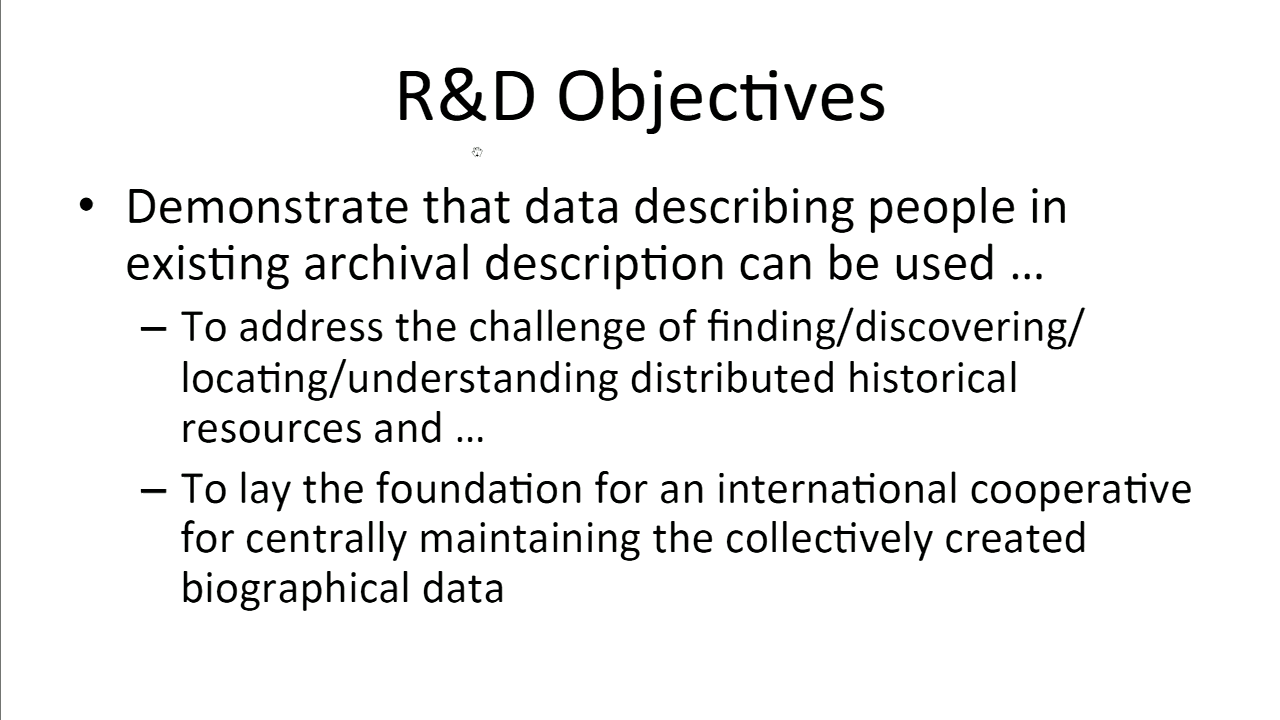 R&D Objectives
• Demonstrate that data describing people in
existing archival description can be used ...
– To address the challenge of finding/discovering/
locating/understanding distributed historical
resources and ...
– To lay the foundation for an international cooperative
for centrally maintaining the collectively created
biographical data